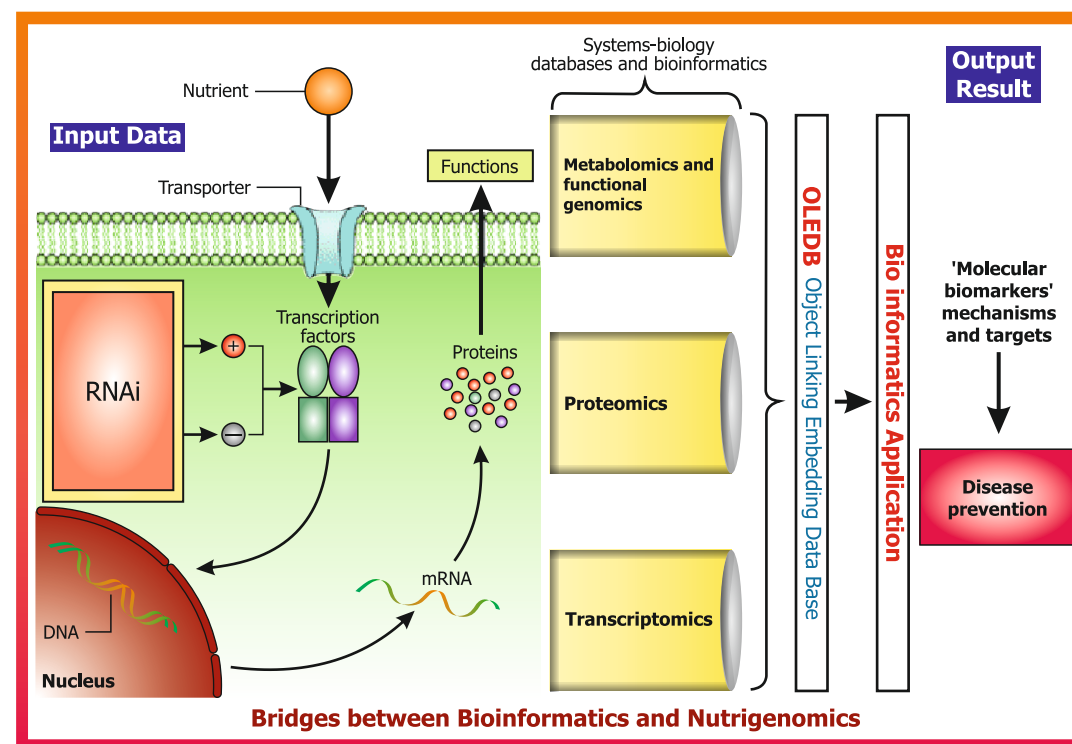 Systems-biology
databases and bioinformatics
Output
Result
Nutrient
Input Data
Functions
Transporter
Metabolomics and
functional
genomics
Transcription
factors
Proteins
RNAi
+
−
Proteomics
mRNA
Transcriptomics
DNA
Nucleus
OLEDB Object Linking Embedding Data Base
Bio informatics Application
'Molecular
biomarkers'
mechanisms
and targets
Disease
prevention
Bridges between Bioinformatics and Nutrigenomics